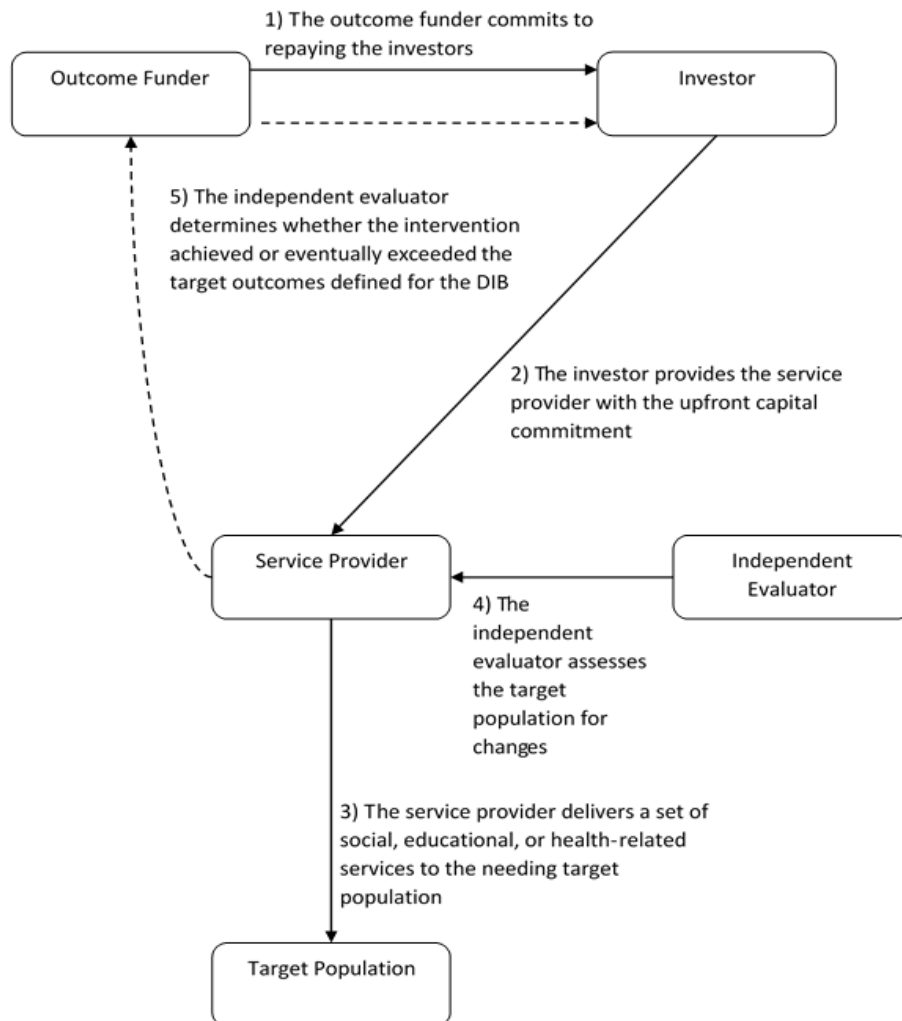 1) The outcome funder commits to
repaying the investors
Outcome Funder
Investor
5) The independent evaluator
determines whether the intervention
achieved or eventually exceeded the
target outcomes defined for the DIB
2) The investor provides the service
provider with the upfront capital
commitment
Service Provider
Independent
Evaluator
4) The
independent
evaluator assesses
the target
population for
changes
3) The service provider delivers a set of
social, educational, or health-related
services to the needing target
population
Target Population